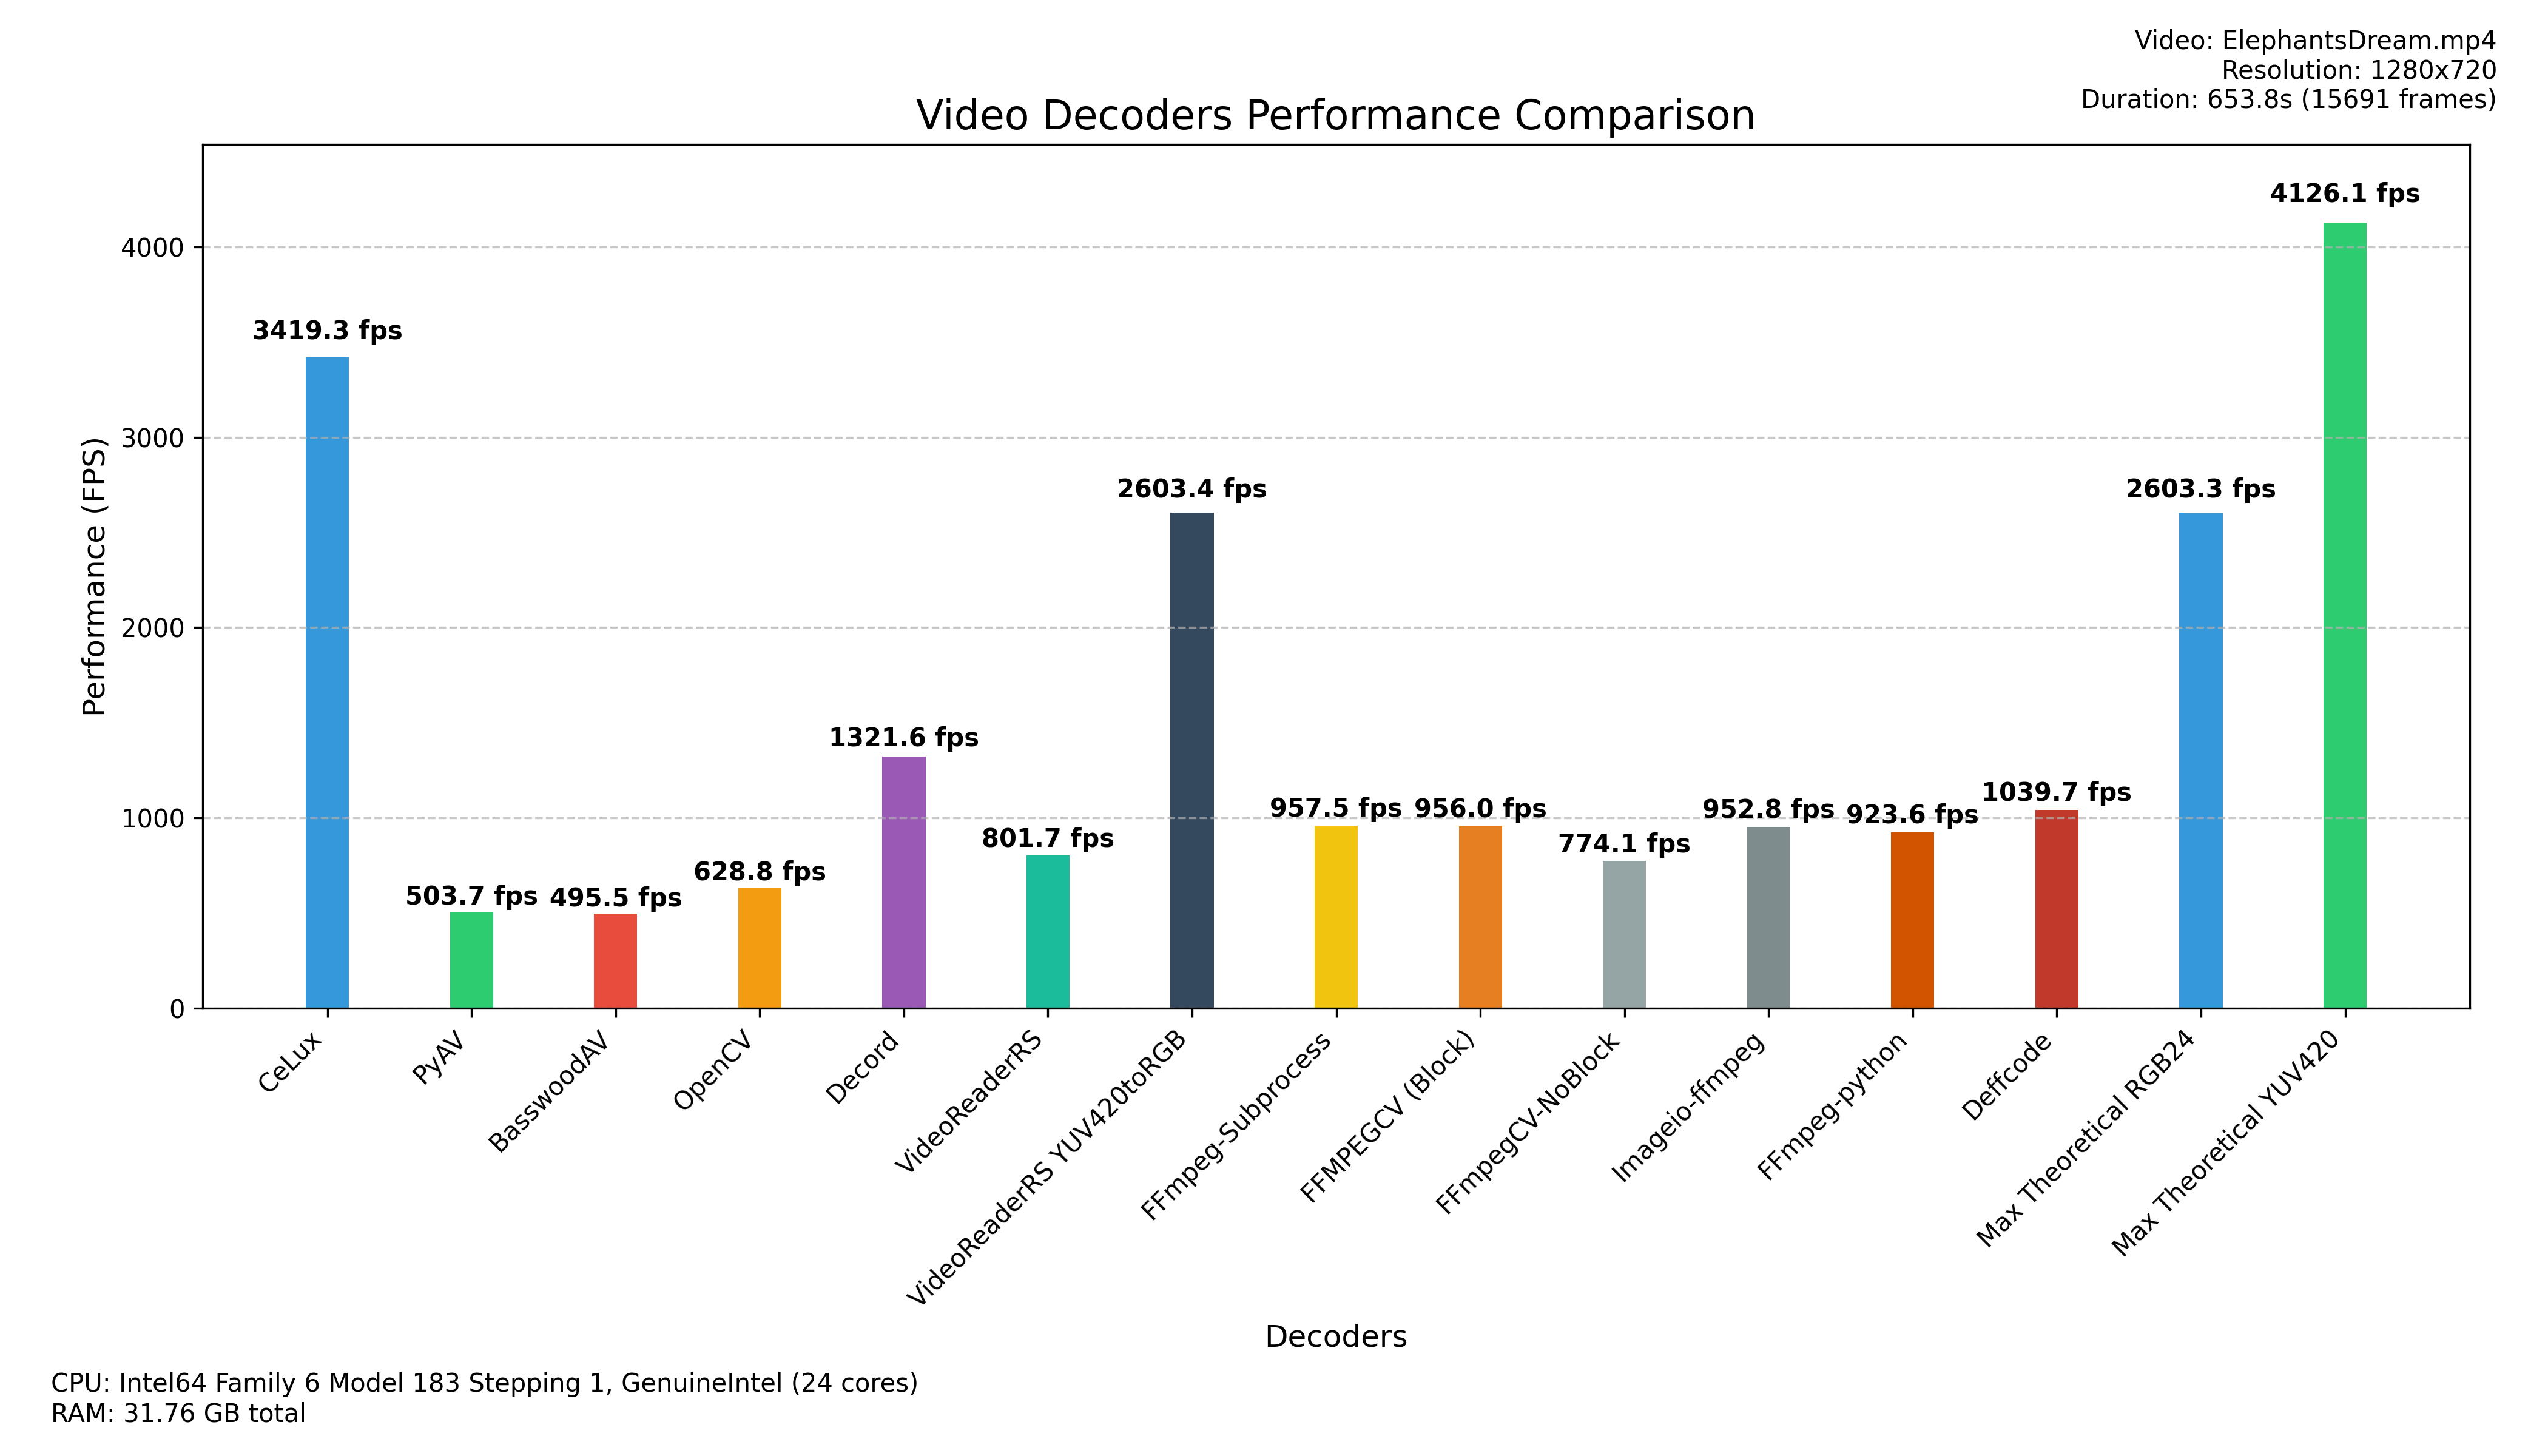 Video: ElephantsDream.mp4
Resolution: 1280x720
Duration: 653.8s (15691 frames)
Video Decoders Performance Comparison
Performance (FPS)
4000
3000
2000
1000
0
3419.3 fps
503.7 fps
495.5 fps
628.8 fps
1321.6 fps
801.7 fps
2603.4 fps
957.5 fps
956.0 fps
774.1 fps
952.8 fps
923.6 fps
1039.7 fps
2603.3 fps
4126.1 fps
CeLux
PyAV
BasswoodAV
OpenCV
Decord
VideoReaderRS
VideoReaderRS YUV420toRGB
FFmpeg-Subprocess
FFMPEGCV (Block)
FFmpegCV-NoBlock
Imageio-ffmpeg
FFmpeg-python
Deffcode
Max Theoretical RGB24
Max Theoretical YUV420
Decoders
CPU: Intel64 Family 6 Model 183 Stepping 1, GenuineIntel (24 cores)
RAM: 31.76 GB total